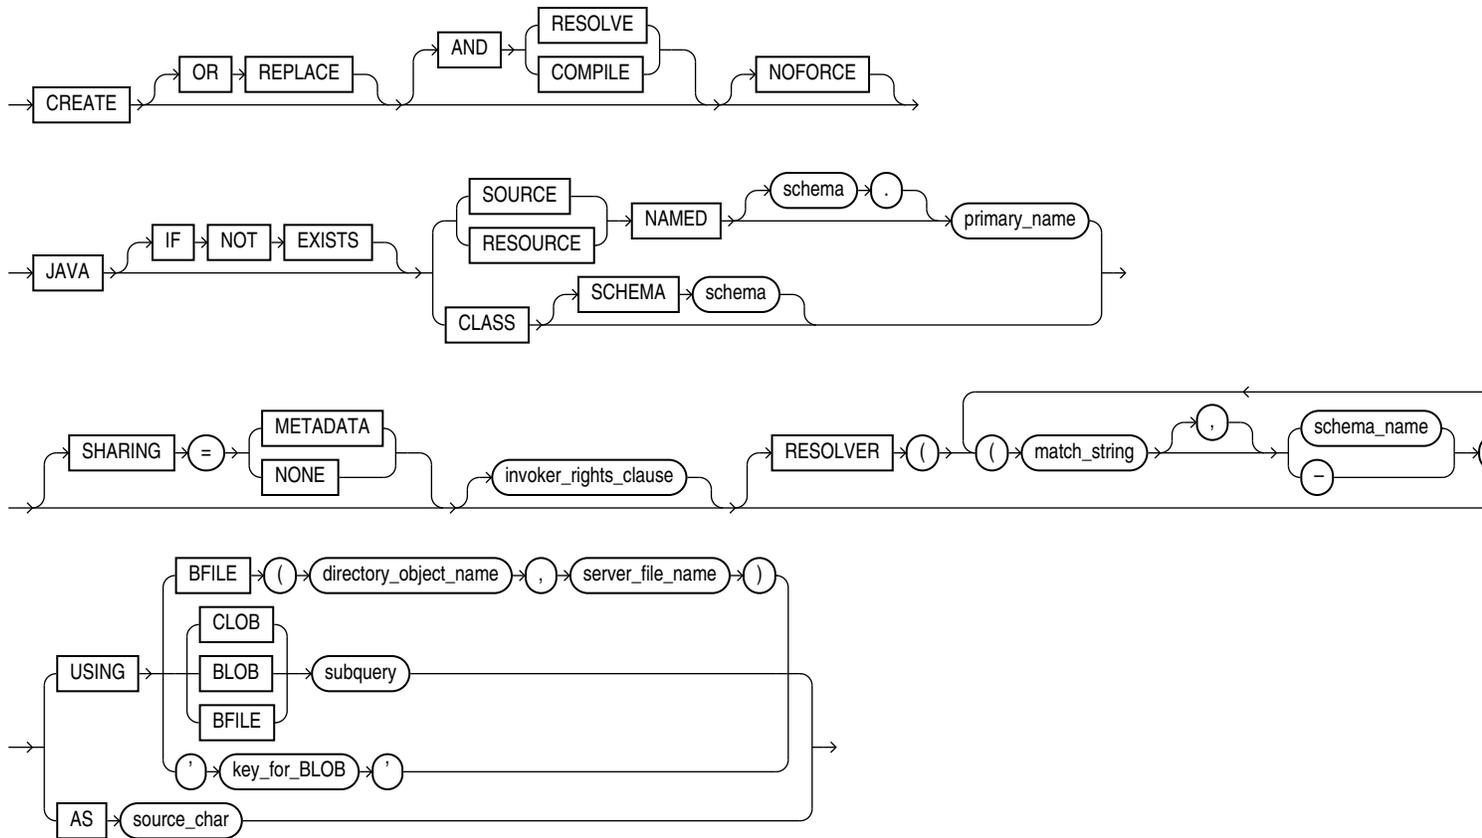 RESOLVE
AND
OR REPLACE COMPILE NOFORCE
CREATE
schema .
SOURCE
NAMED primary_name
IF NOT EXISTS RESOURCE
JAVA
SCHEMA schema
CLASS
METADATA , schema_name
SHARING = RESOLVER ( ( match_string
NONE invoker_rights_clause –
BFILE ( directory_object_name , server_file_name )
CLOB
USING BLOB subquery
BFILE
' key_for_BLOB '
AS source_char